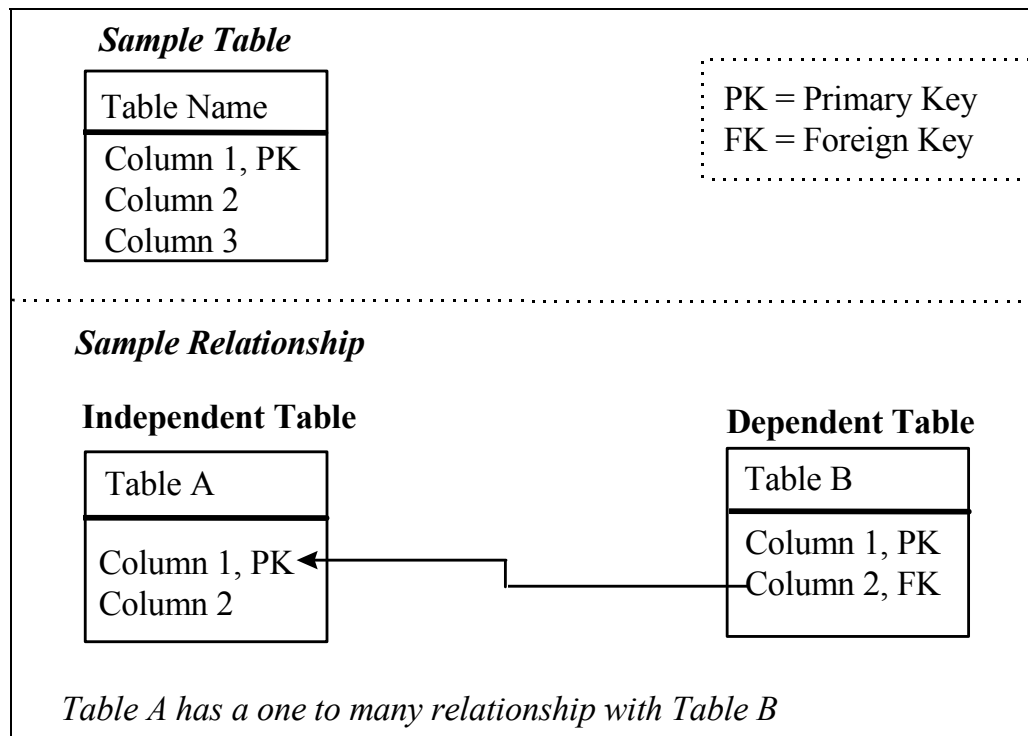 Sample Table
Table Name
Column 1, PK
Column 2
Column 3
PK = Primary Key
FK = Foreign Key
Sample Relationship
Independent Table
Table A
Column 1, PK
Column 2
Dependent Table
Table B
Column 1, PK
Column 2, FK
Table A has a one to many relationship with Table B